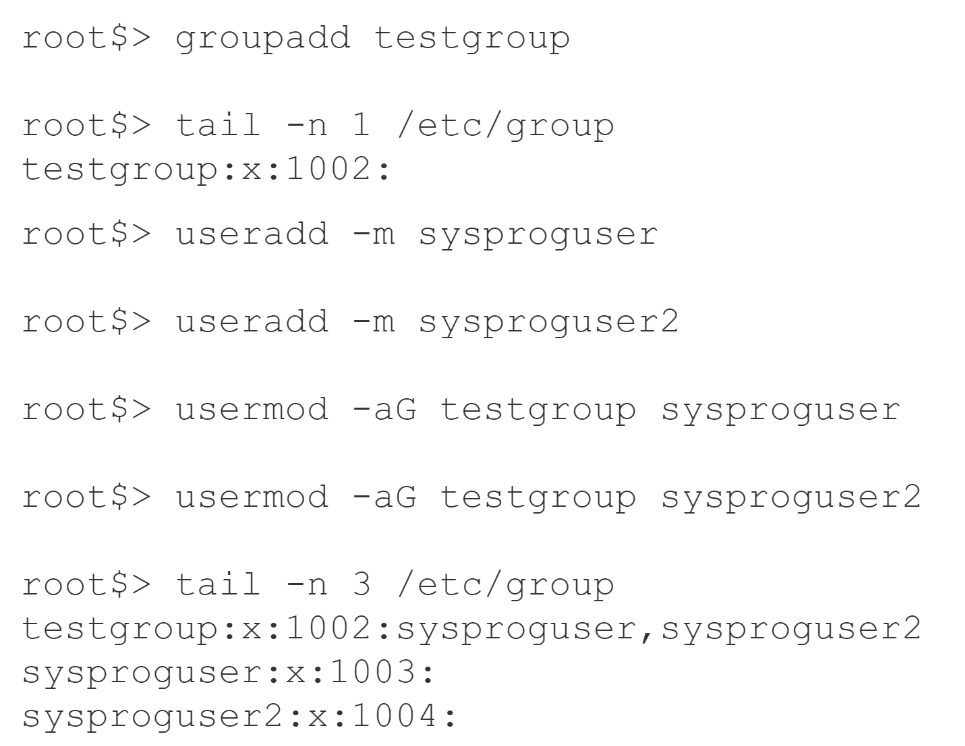 root$> groupadd testgroup
root$> tail -n 1 /etc/group
testgroup:x:1002:
root$> useradd -m sysproguser
root$> useradd -m sysproguser2
root$> usermod -aG testgroup sysproguser
root$> usermod -aG testgroup sysproguser2
root$> tail -n 3 /etc/group
testgroup:x:1002:sysproguser,sysproguser2
sysproguser:x:1003:
sysproguser2:x:1004: